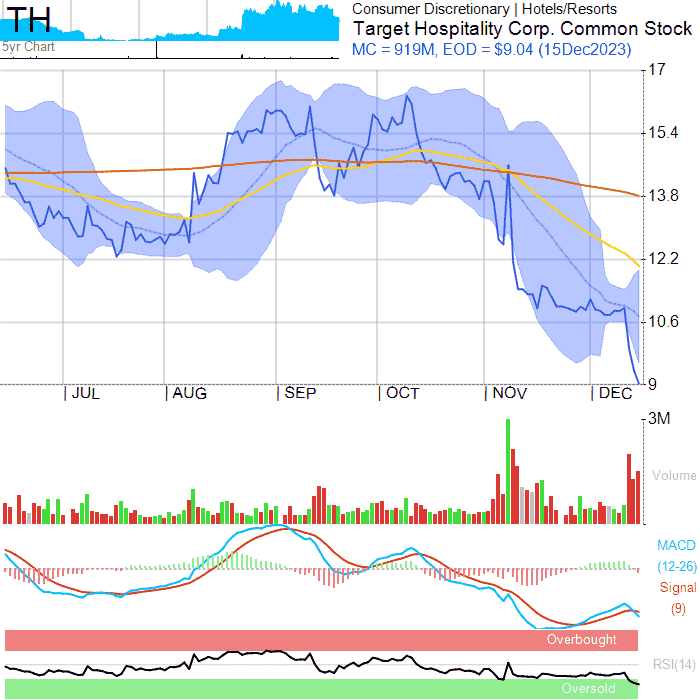 TH
5yr Chart
Consumer Discretionary | Hotels/Resorts
Target Hospitality Corp. Common Stock
MC = 919M, EOD = $9.04 (15Dec2023)
17
15.4
13.8
12.2
10.6
9
JUL AUG SEP OCT NOV DEC
3M
Volume
MACD
(12-26)
Signal
(9)
Overbought
RSI(14)
Oversold